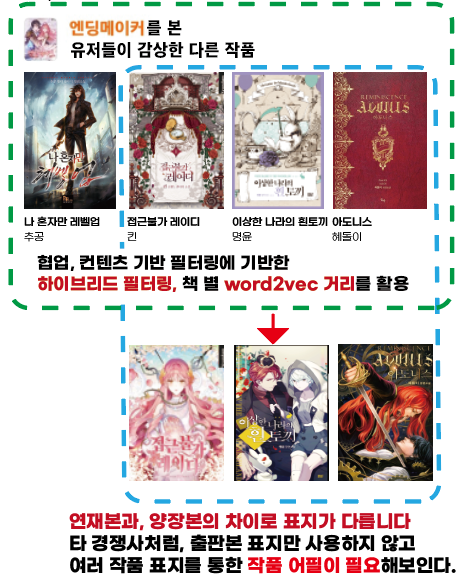 엔딩메이커를 본
유저들이 감상한 다른 작품
나 혼자만
레벨업
접근불가
레이디
이상한 나라의
흰토끼
REMINISCENCE
ADONIS
아도니스
나 혼자만 레벨업
추공
접근불가 레이디
킨
이상한 나라의 흰토끼
명윤
아도니스
헤돌이
협업, 컨텐츠 기반 필터링에 기반한
하이브리드 필터링, 책 별 word2vec 거리를 활용
접근불가
레이디
이상한 나라의
흰토끼
아도니스
연재본과, 양장본의 차이로 표지가 다릅니다
타 경쟁사처럼, 출판본 표지만 사용하지 않고
여러 작품 표지를 통한 작품 어필이 필요해보인다.